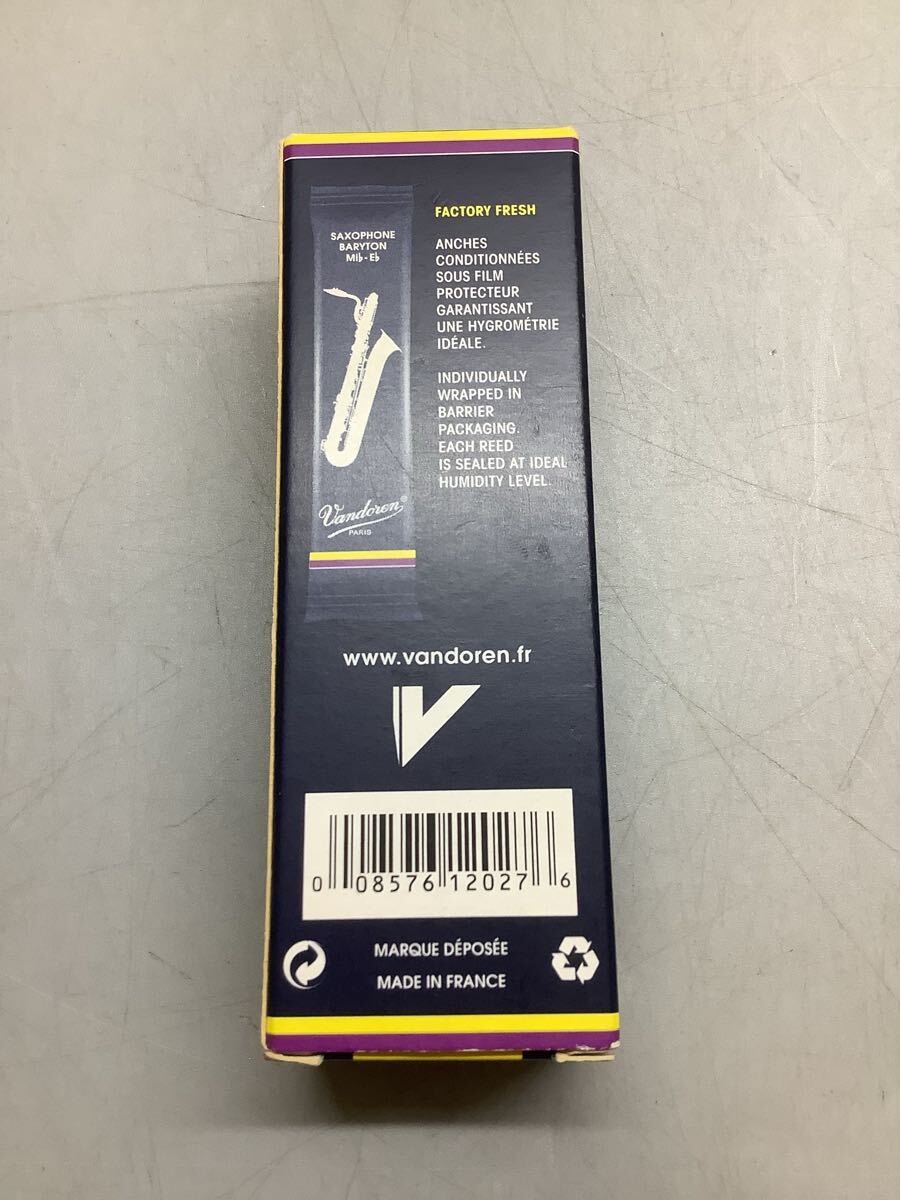 SAXOPHONE
BARYTON
MI♭-E♭
Vandoren®
PARIS
FACTORY FRESH
ANCHES
CONDITIONNÉES
SOUS FILM
PROTECTEUR
GARANTISSANT
UNE HYGROMÉTRIE
IDÉALE.
INDIVIDUALLY
WRAPPED IN
BARRIER
PACKAGING.
EACH REED
IS SEALED AT IDEAL
HUMIDITY LEVEL.
www.vandoren.fr
V
0 08576 12027 6
MARQUE DÉPOSÉE
MADE IN FRANCE